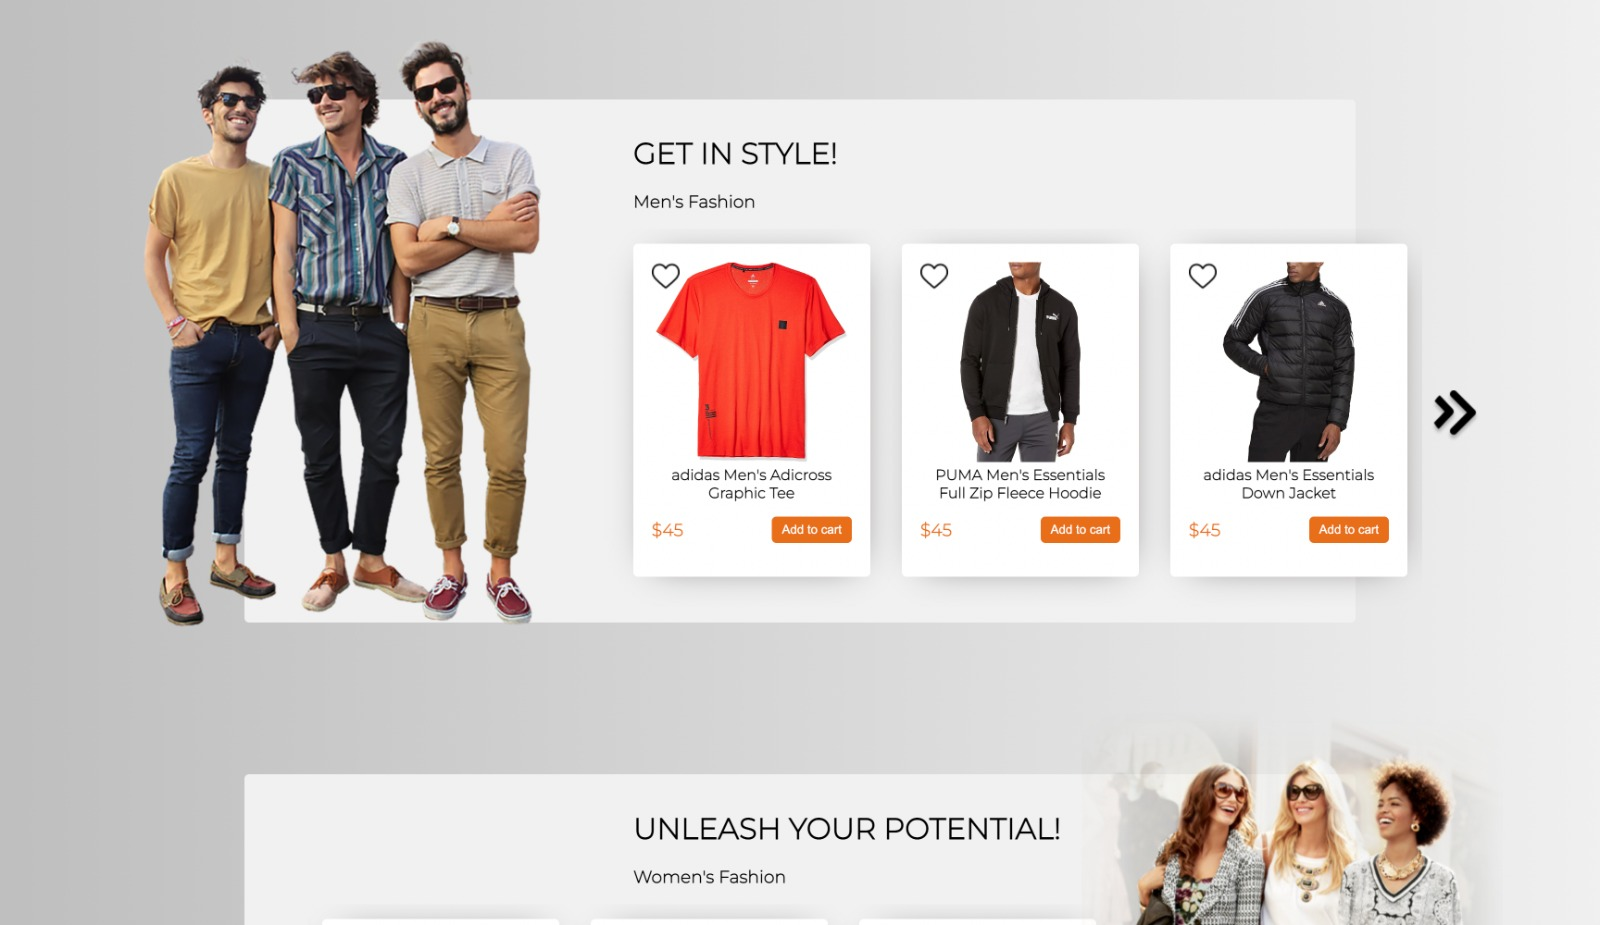 GET IN STYLE!
Men's Fashion
adidas Men's Adicross
Graphic Tee
$45
Add to cart
PUMA Men's Essentials
Full Zip Fleece Hoodie
$45
Add to cart
adidas Men's Essentials
Down Jacket
$45
Add to cart
UNLEASH YOUR POTENTIAL!
Women's Fashion